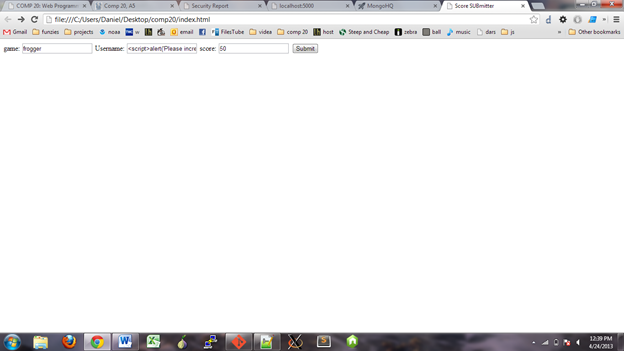 COMP 20: Web Programm Comp 20, A5 Security Report localhost:5000 MongoHQ Score SUBmitter
file:///C:/Users/Daniel/Desktop/comp20/index.html
Gmail funzies projects noaa w email FilesTube videa comp 20 host Steep and Cheap zebra ball music dars js » Other bookmarks
game: frogger Username: <script>alert('Please incre score: 50 Submit
12:39 PM
4/24/2013